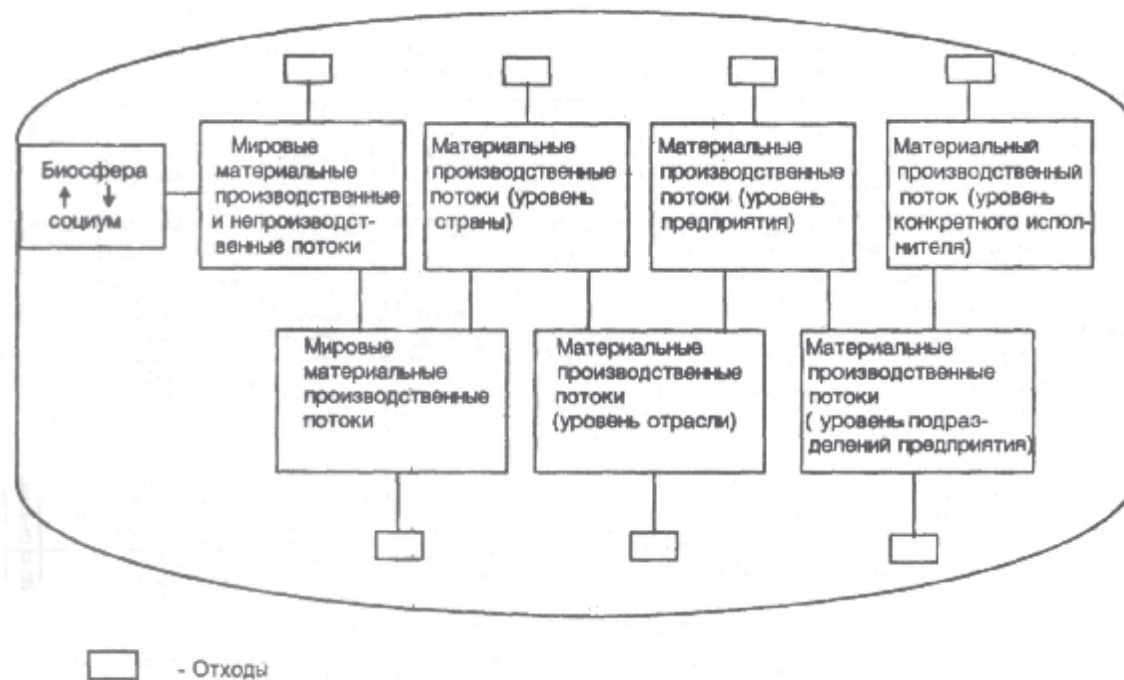 Биосфера
социум
Мировые
материальные
производственные
и непроизводст-
венные потоки
Материальные
производственные
потоки (уровень
страны)
Материальные
производственные
потоки (уровень
предприятия)
Материальный
производственный
поток (уровень
конкретного испол-
нителя)
Мировые
материальные
производственные
потоки
Материальные
производственные
потоки
(уровень отрасли)
Материальные
производственные
потоки
( уровень подраз-
делений предприятия)
- Отходы